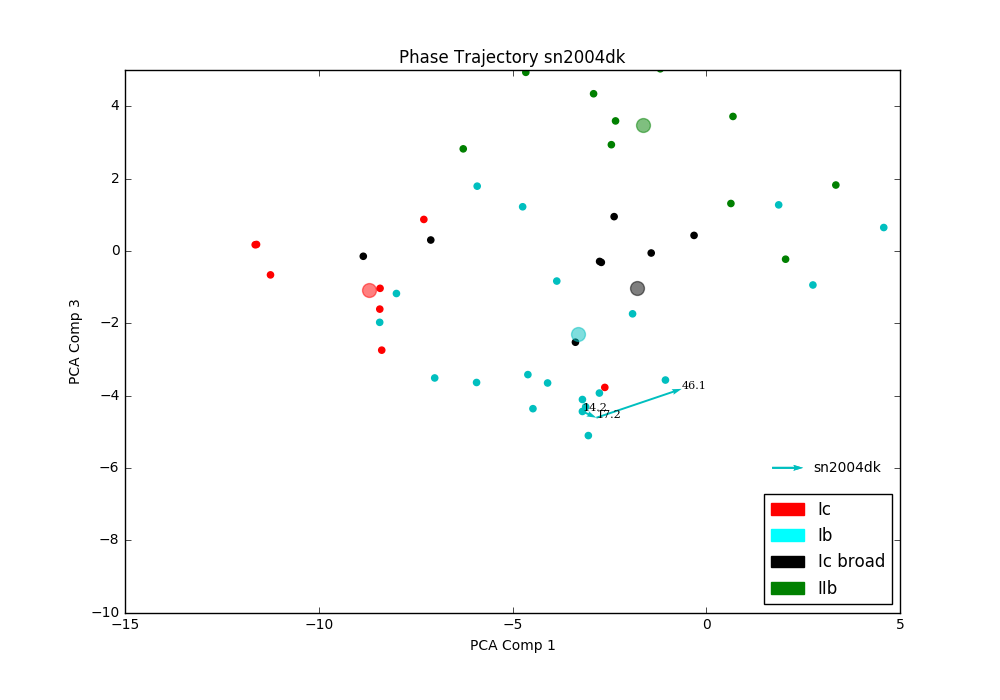 Phase Trajectory sn2004dk
4
2
0
−2
−4
−6
−8
−10
PCA Comp 3
46.1
14.2
17.2
sn2004dk
Ic
Ib
Ic broad
IIb
−15
−10
−5
0
5
PCA Comp 1